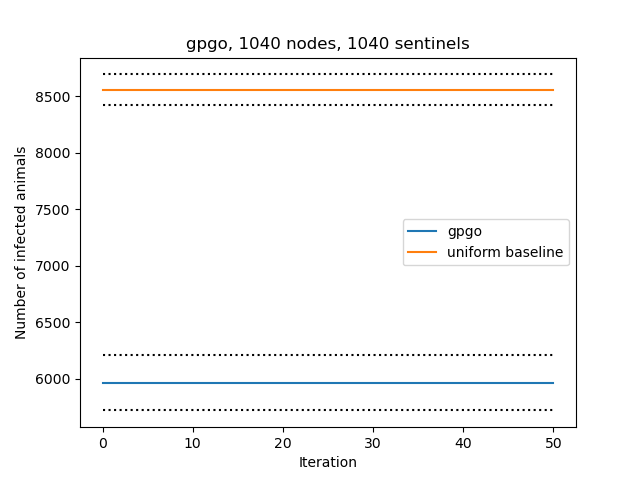 gpgo, 1040 nodes, 1040 sentinels
8500
8000
7500
7000
6500
6000
Number of infected animals
gpgo
uniform baseline
0 10 20 30 40 50
Iteration